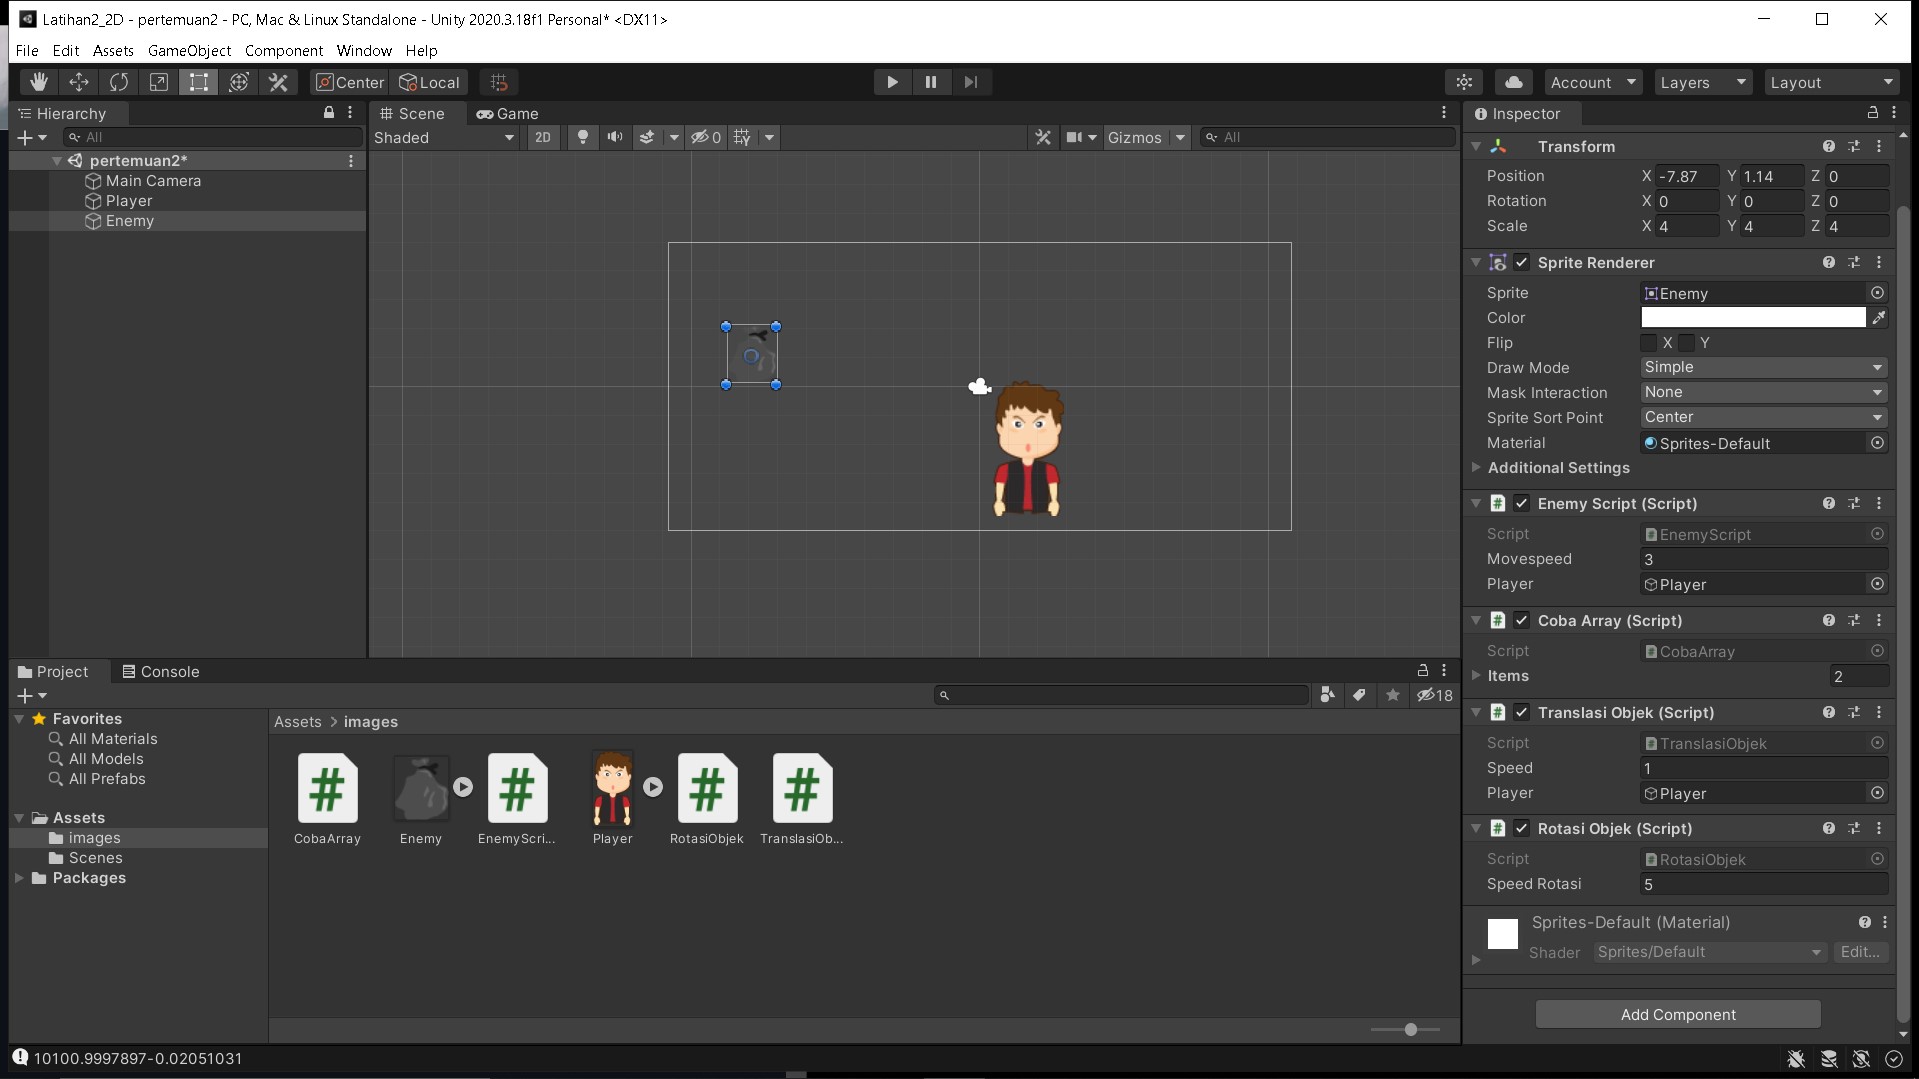 Latihan2_2D - pertemuan2 - PC, Mac & Linux Standalone - Unity 2020.3.18f1 Personal* <DX11>
File Edit Assets GameObject Component Window Help
Center Local Account Layers Layout
Hierarchy
All
pertemuan2*
Main Camera
Player
Enemy
Scene Game
Shaded 2D 0 Gizmos All
Inspector
Transform
Position X -7.87 Y 1.14 Z 0
Rotation X 0 Y 0 Z 0
Scale X 4 Y 4 Z 4
Sprite Renderer
Sprite Enemy
Color
Flip X Y
Draw Mode Simple
Mask Interaction None
Sprite Sort Point Center
Material Sprites-Default
Additional Settings
# Enemy Script (Script)
Script # EnemyScript
Movespeed 3
Player Player
# Coba Array (Script)
Script # CobaArray
Items 2
# Translasi Objek (Script)
Script # TranslasiObjek
Speed 1
Player Player
# Rotasi Objek (Script)
Script # RotasiObjek
Speed Rotasi 5
Sprites-Default (Material)
Shader Sprites/Default Edit...
Add Component
Project Console
18
Favorites
All Materials
All Models
All Prefabs
Assets
images
Scenes
Packages
Assets > images
# # # #
CobaArray Enemy EnemyScri... Player RotasiObjek TranslasiOb...
10100.9997897-0.02051031